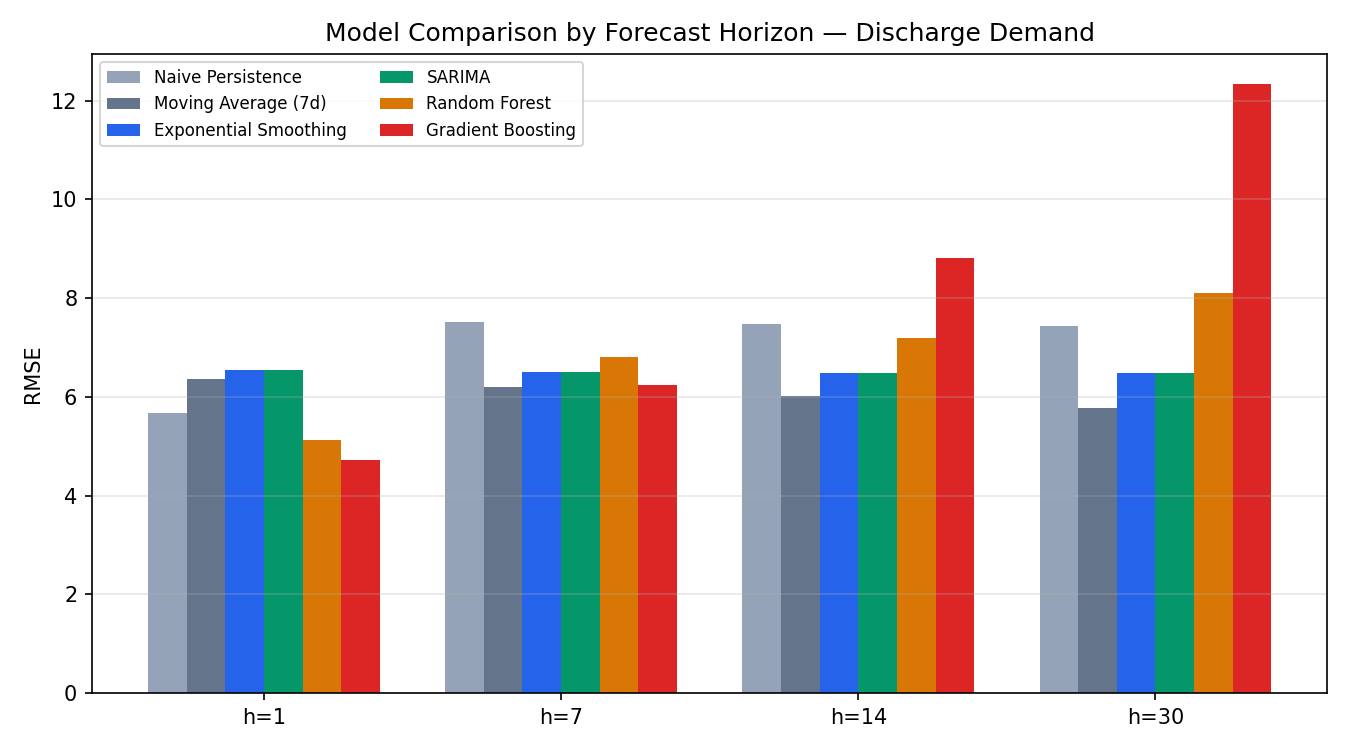 Model Comparison by Forecast Horizon — Discharge Demand
Naive Persistence
Moving Average (7d)
Exponential Smoothing
SARIMA
Random Forest
Gradient Boosting
RMSE
12
10
8
6
4
2
0
h=1 h=7 h=14 h=30